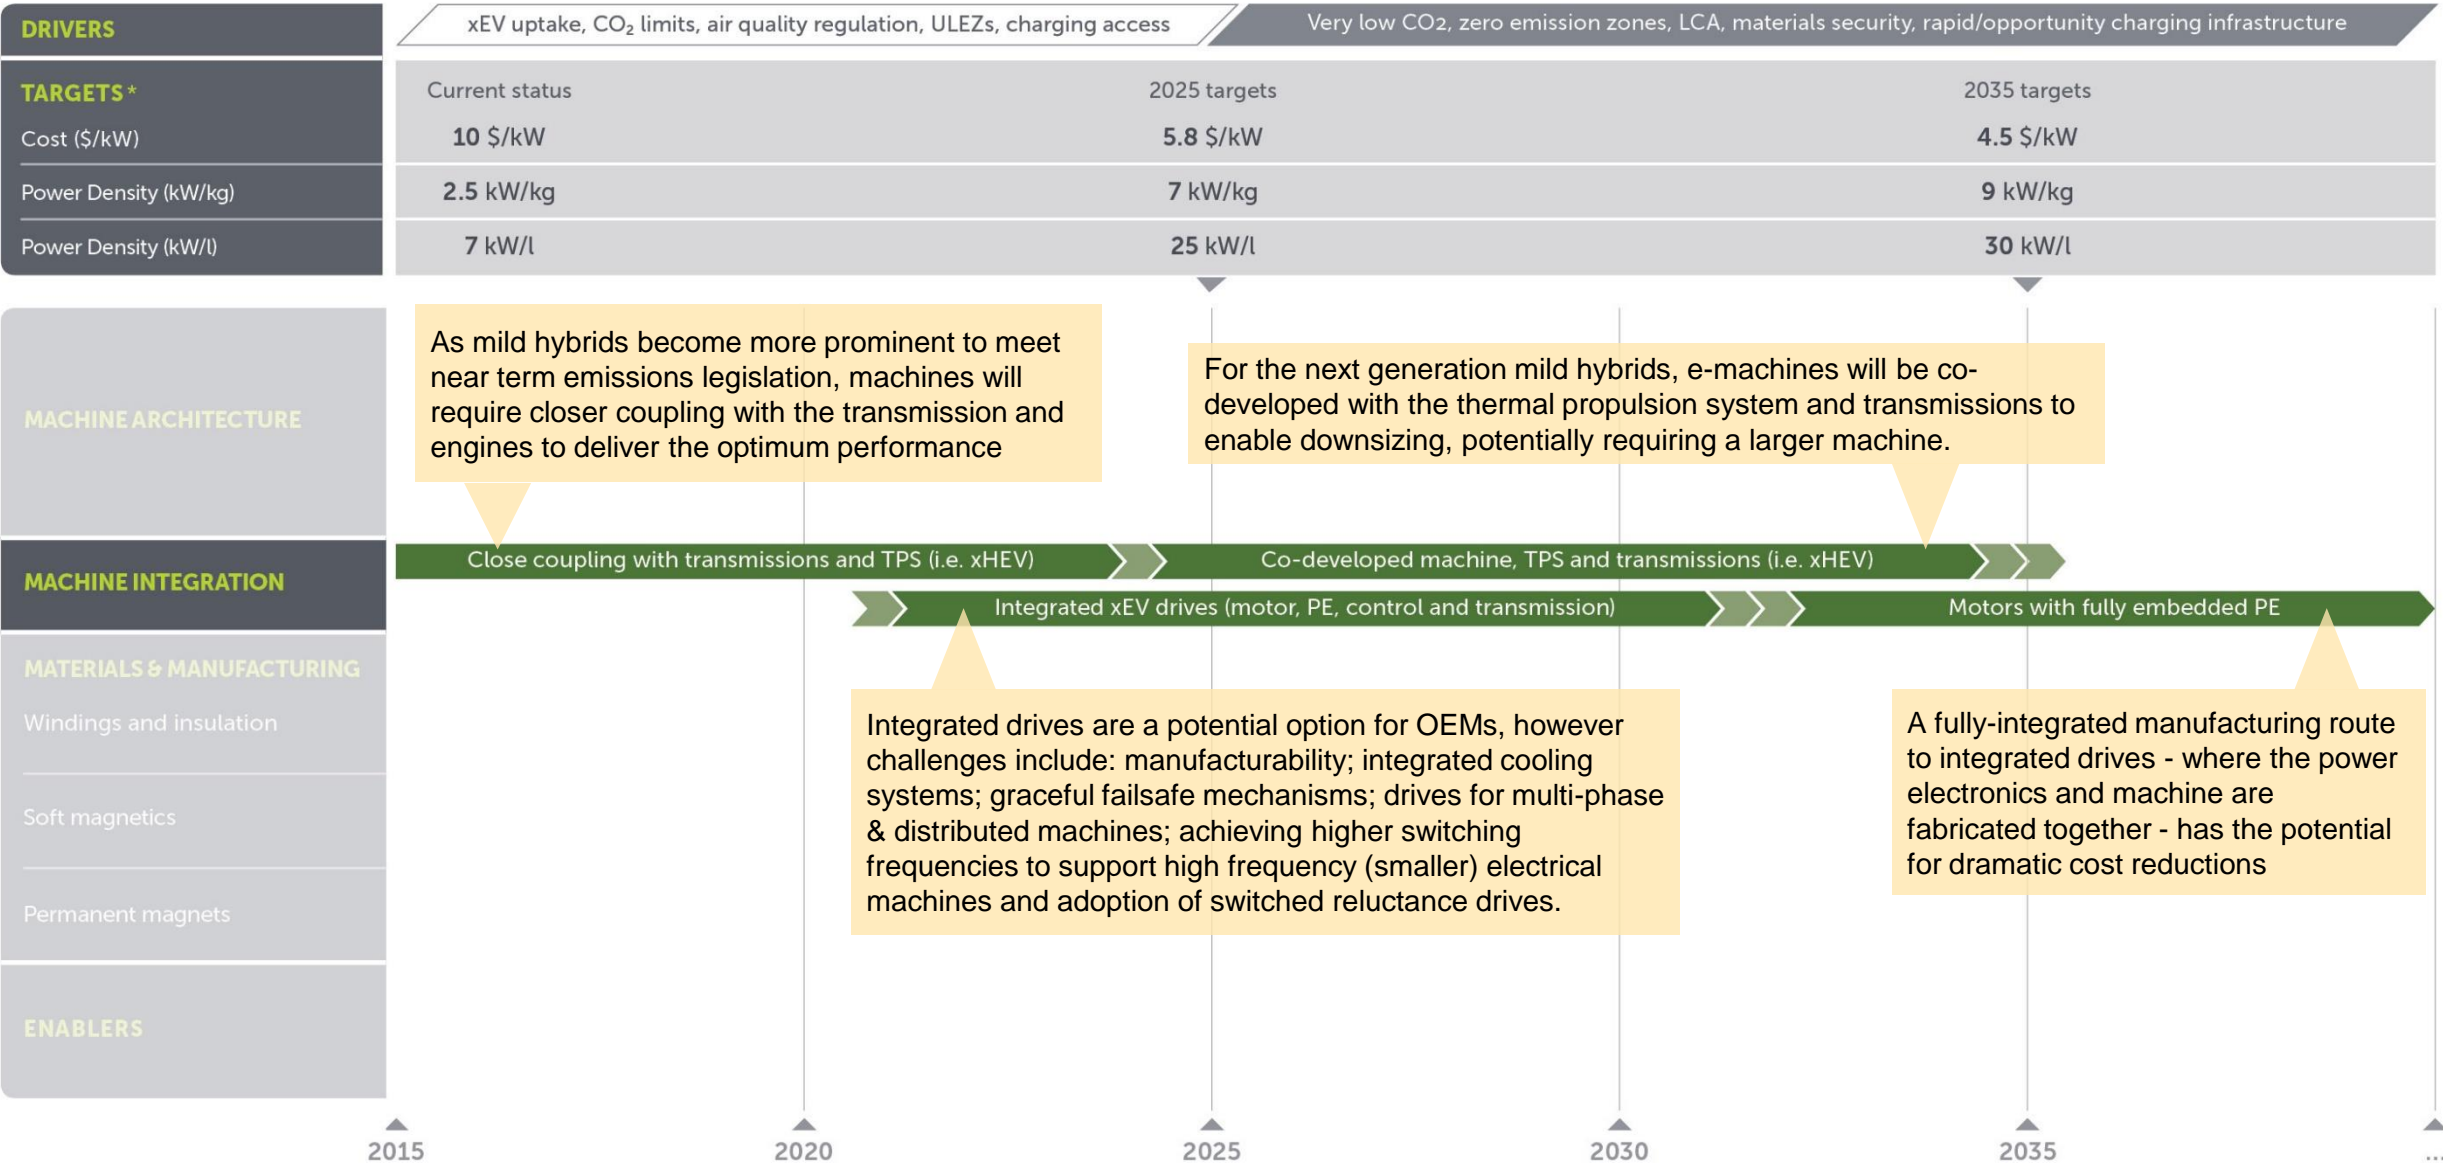 DRIVERS
xEV uptake, CO₂ limits, air quality regulation, ULEZs, charging access
Very low CO2, zero emission zones, LCA, materials security, rapid/opportunity charging infrastructure
TARGETS *
Current status
2025 targets
2035 targets
Cost ($/kW)
10 $/kW
5.8 $/kW
4.5 $/kW
Power Density (kW/kg)
2.5 kW/kg
7 kW/kg
9 kW/kg
Power Density (kW/l)
7 kW/l
25 kW/l
30 kW/l
MACHINE ARCHITECTURE
As mild hybrids become more prominent to meet
near term emissions legislation, machines will
require closer coupling with the transmission and
engines to deliver the optimum performance
For the next generation mild hybrids, e-machines will be co-
developed with the thermal propulsion system and transmissions to
enable downsizing, potentially requiring a larger machine.
MACHINE INTEGRATION
Close coupling with transmissions and TPS (i.e. xHEV)
Co-developed machine, TPS and transmissions (i.e. xHEV)
Integrated xEV drives (motor, PE, control and transmission)
Motors with fully embedded PE
MATERIALS & MANUFACTURING
Windings and insulation
Soft magnetics
Permanent magnets
Integrated drives are a potential option for OEMs, however
challenges include: manufacturability; integrated cooling
systems; graceful failsafe mechanisms; drives for multi-phase
& distributed machines; achieving higher switching
frequencies to support high frequency (smaller) electrical
machines and adoption of switched reluctance drives.
A fully-integrated manufacturing route
to integrated drives - where the power
electronics and machine are
fabricated together - has the potential
for dramatic cost reductions
ENABLERS
2015
2020
2025
2030
2035
...